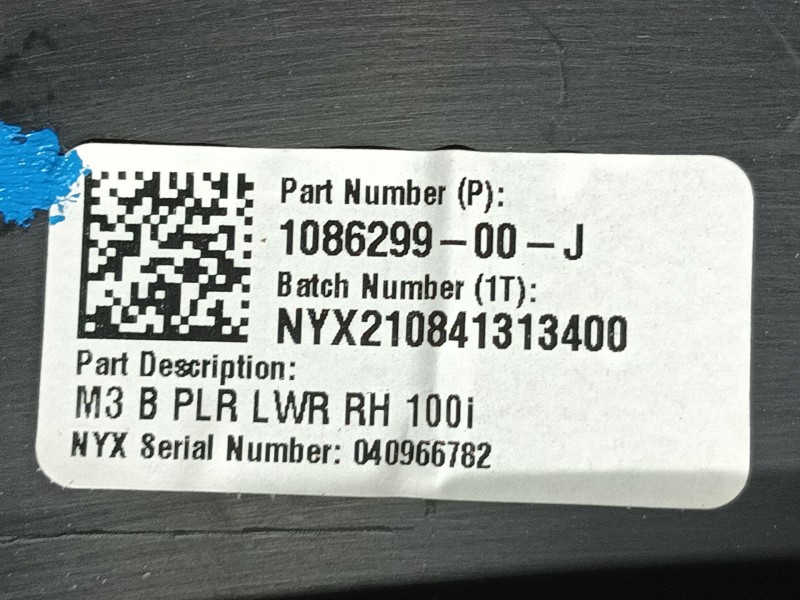 Part Number (P):
1086299-00-J
Batch Number (1T):
NYX210841313400
Part Description:
M3 B PLR LWR RH 100i
NYX Serial Number: 040966782